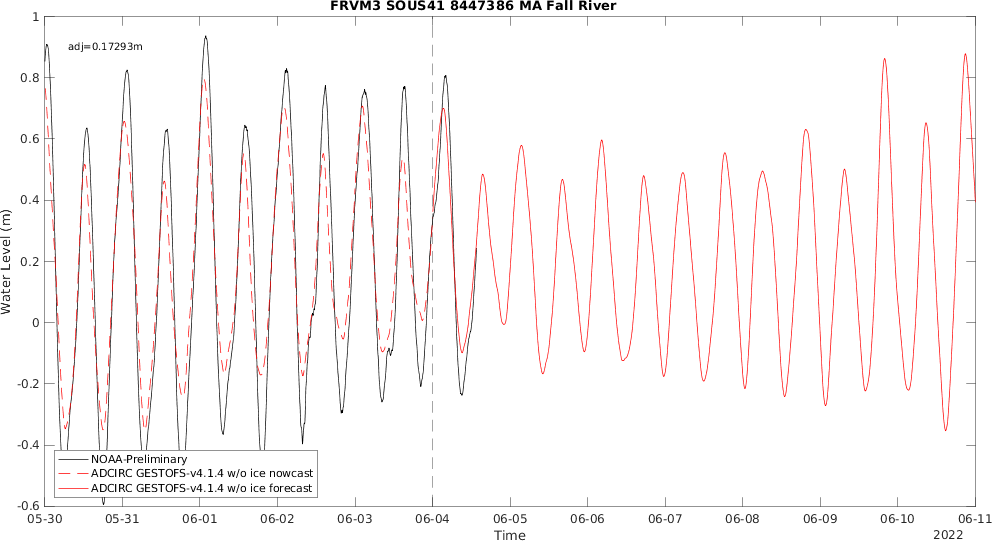 FRVM3 SOUS41 8447386 MA Fall River
adj=0.17293m
1
0.8
0.6
0.4
0.2
0
-0.2
-0.4
-0.6
Water Level (m)
NOAA-Preliminary
ADCIRC GESTOFS-v4.1.4 w/o ice nowcast
ADCIRC GESTOFS-v4.1.4 w/o ice forecast
05-30 05-31 06-01 06-02 06-03 06-04 06-05 06-06 06-07 06-08 06-09 06-10 06-11
Time
2022